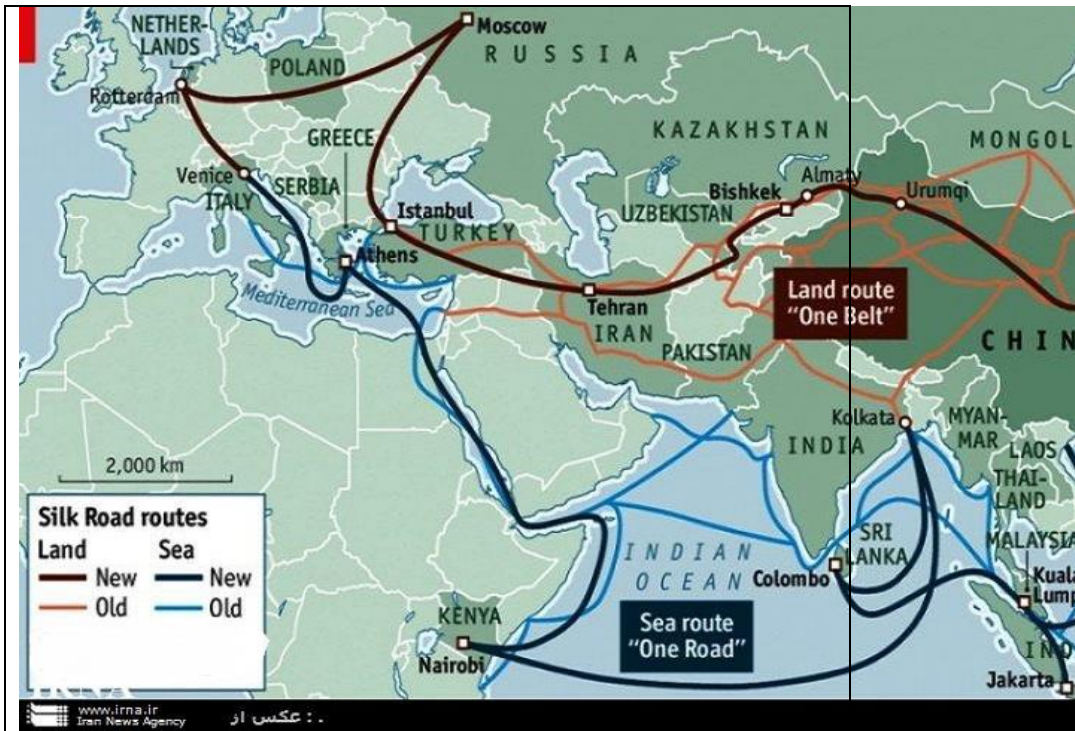 NETHER-
LANDS
Moscow
RUSSIA
POLAND
Rotterdam
GREECE
KAZAKHSTAN
MONGOL
Venice
ITALY
SERBIA
Almaty
Bishkek
Urumqi
UZBEKISTAN
Istanbul
TURKEY
Athens
Mediterranean Sea
Tehran
IRAN
Land route
"One Belt"
PAKISTAN
CHIN
Kolkata
MYAN-
MAR
INDIA
LAOS
THAI-
LAND
2,000 km
Silk Road routes
Land
Sea
New
New
Old
Old
SRI
LANKA
MALAYSIA
INDIAN
OCEAN
Colombo
Kuala
Lump
KENYA
Sea route
"One Road"
Nairobi
INDO
Jakarta
IRNA
www.irna.ir
Iran News Agency
عکس از : .